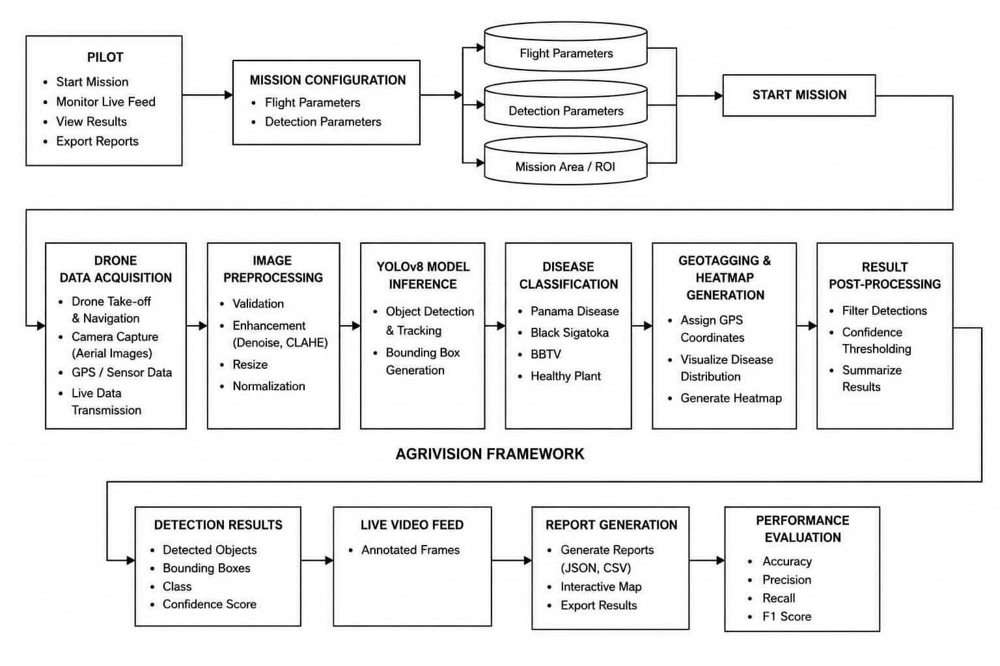 PILOT
• Start Mission
• Monitor Live Feed
• View Results
• Export Reports
MISSION CONFIGURATION
• Flight Parameters
• Detection Parameters
Flight Parameters
Detection Parameters
Mission Area / ROI
START MISSION
DRONE
DATA ACQUISITION
• Drone Take-off
& Navigation
• Camera Capture
(Aerial Images)
• GPS / Sensor Data
• Live Data
Transmission
IMAGE
PREPROCESSING
• Validation
• Enhancement
(Denoise, CLAHE)
• Resize
• Normalization
YOLOv8 MODEL
INFERENCE
• Object Detection
& Tracking
• Bounding Box
Generation
DISEASE
CLASSIFICATION
• Panama Disease
• Black Sigatoka
• BBTV
• Healthy Plant
GEOTAGGING &
HEATMAP
GENERATION
• Assign GPS
Coordinates
• Visualize Disease
Distribution
• Generate Heatmap
RESULT
POST-PROCESSING
• Filter Detections
• Confidence
Thresholding
• Summarize
Results
AGRIVISION FRAMEWORK
DETECTION RESULTS
• Detected Objects
• Bounding Boxes
• Class
• Confidence Score
LIVE VIDEO FEED
• Annotated Frames
REPORT GENERATION
• Generate Reports
(JSON, CSV)
• Interactive Map
• Export Results
PERFORMANCE
EVALUATION
• Accuracy
• Precision
• Recall
• F1 Score